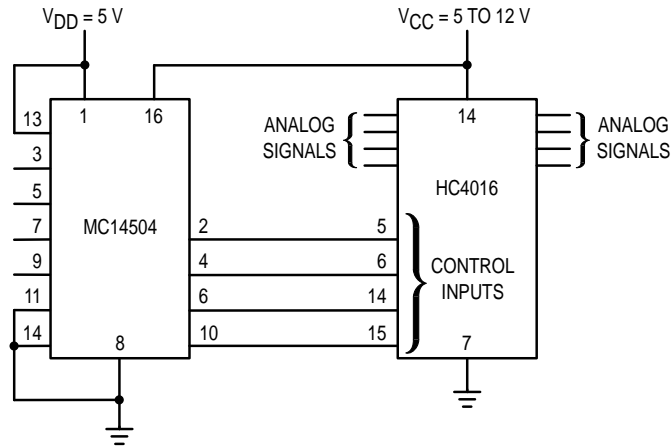 VDD = 5 V
VCC = 5 TO 12 V
13
1
16
3
5
7
9
11
14
8
MC14504
2
4
6
10
ANALOG
SIGNALS
14
HC4016
5
6
14
15
CONTROL
INPUTS
7
ANALOG
SIGNALS